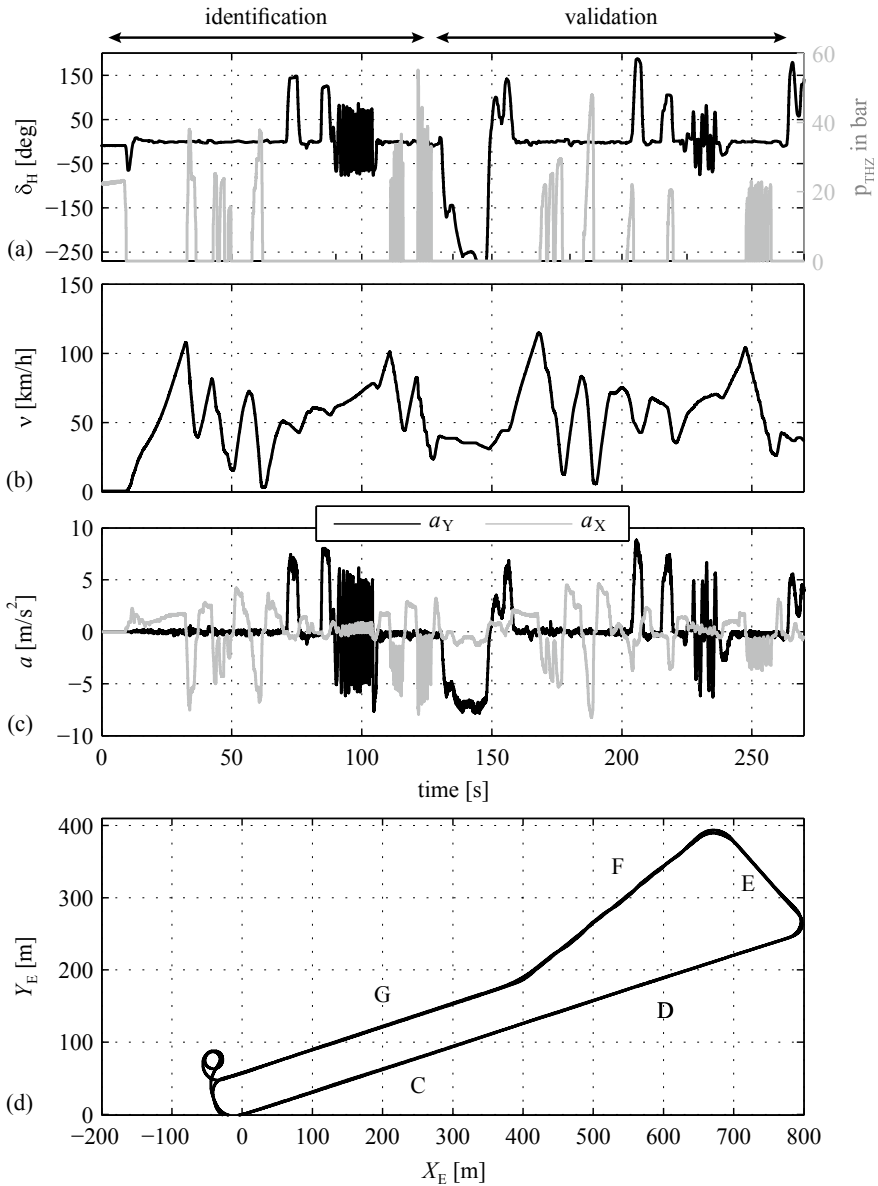 identification validation
150
50
−50
−150
−250
δH [deg]
60
40
20
0
pTHZ in bar
(a)
150
100
50
0
ν [km/h]
(b)
aY aX
10
5
0
−5
−10
a [m/s2]
(c)
0 50 100 150 200 250
time [s]
400
300
200
100
0
YE [m]
F
E
G
D
C
(d)
−200 −100 0 100 200 300 400 500 600 700 800
XE [m]